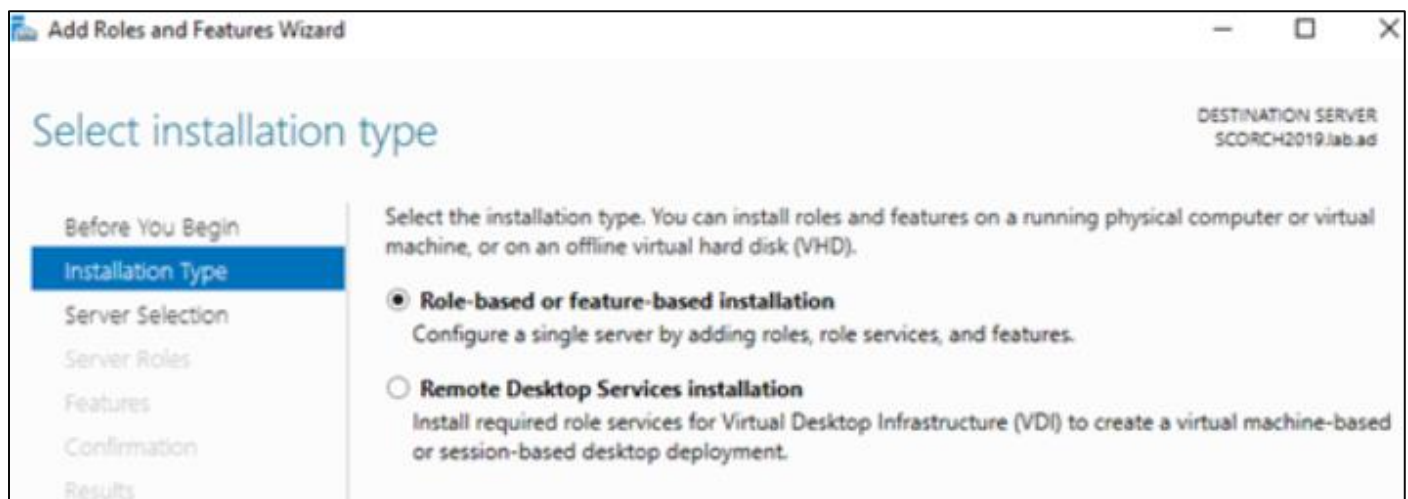 Add Roles and Features Wizard
Select installation type
DESTINATION SERVER
SCORCH2019.lab.ad
Before You Begin
Installation Type
Server Selection
Server Roles
Features
Confirmation
Results
Select the installation type. You can install roles and features on a running physical computer or virtual
machine, or on an offline virtual hard disk (VHD).
Role-based or feature-based installation
Configure a single server by adding roles, role services, and features.
Remote Desktop Services installation
Install required role services for Virtual Desktop Infrastructure (VDI) to create a virtual machine-based
or session-based desktop deployment.